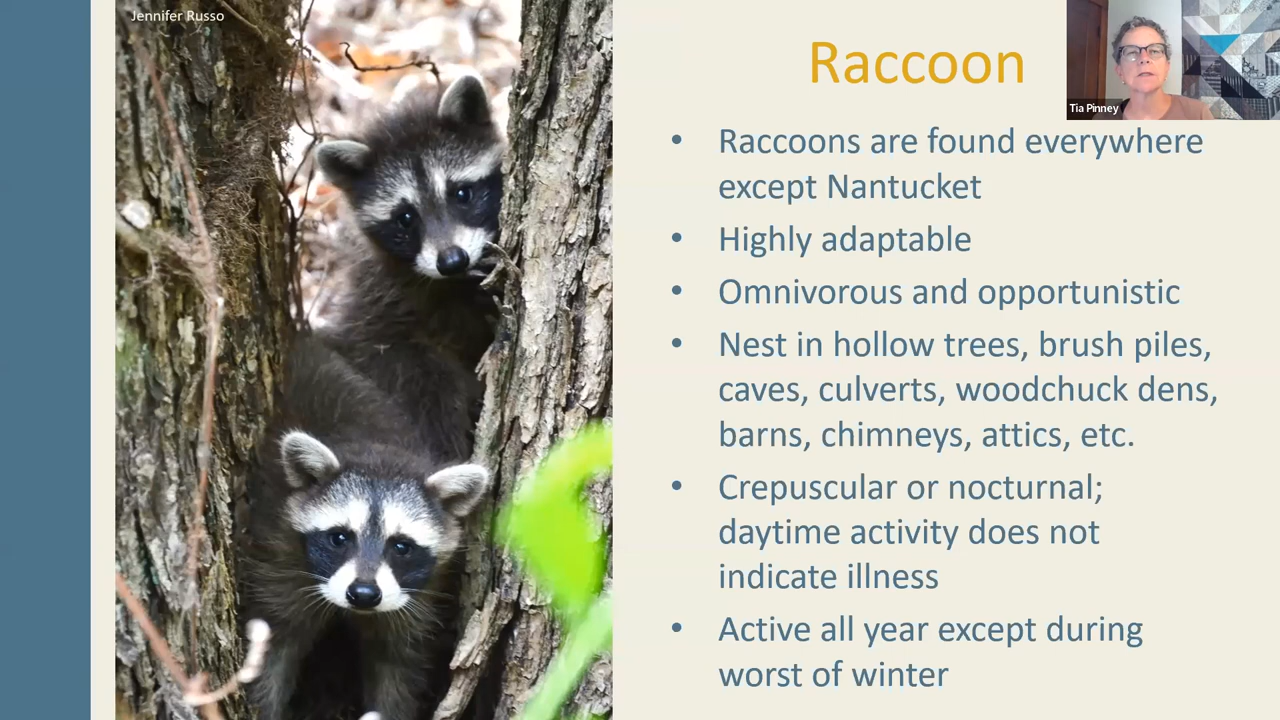 Jennifer Russo
Raccoon
Tia Pinney
• Raccoons are found everywhere
except Nantucket
• Highly adaptable
• Omnivorous and opportunistic
• Nest in hollow trees, brush piles,
caves, culverts, woodchuck dens,
barns, chimneys, attics, etc.
• Crepuscular or nocturnal;
daytime activity does not
indicate illness
• Active all year except during
worst of winter